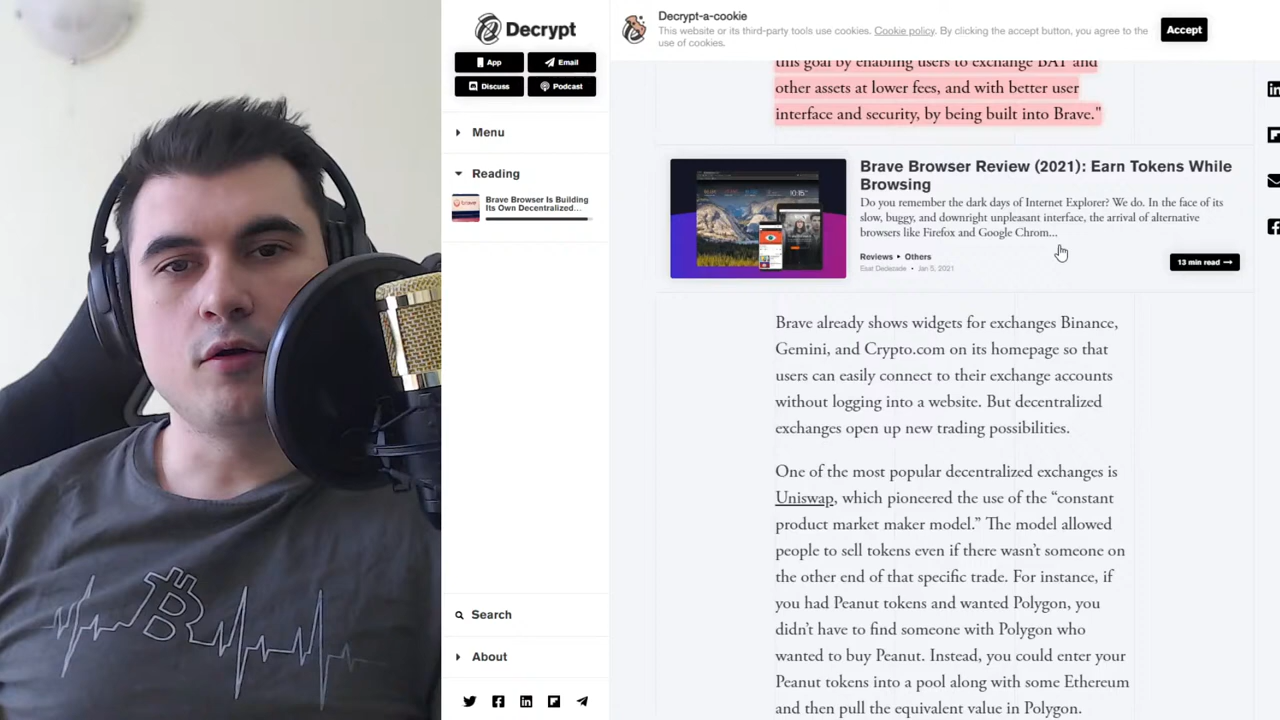 Decrypt
App
Email
Discuss
Podcast
Menu
Reading
Brave Browser Is Building
Its Own Decentralized...
Search
About
Decrypt-a-cookie
This website or its third-party tools use cookies. Cookie policy. By clicking the accept button, you agree to the
use of cookies.
Accept
this goal by enabling users to exchange BAT and
other assets at lower fees, and with better user
interface and security, by being built into Brave."
Brave Browser Review (2021): Earn Tokens While
Browsing
Do you remember the dark days of Internet Explorer? We do. In the face of its
slow, buggy, and downright unpleasant interface, the arrival of alternative
browsers like Firefox and Google Chrom...
Reviews ▸ Others
Ekin Genç • Jan 5, 2021
13 min read →
Brave already shows widgets for exchanges Binance,
Gemini, and Crypto.com on its homepage so that
users can easily connect to their exchange accounts
without logging into a website. But decentralized
exchanges open up new trading possibilities.
One of the most popular decentralized exchanges is
Uniswap, which pioneered the use of the “constant
product market maker model.” The model allowed
people to sell tokens even if there wasn’t someone on
the other end of that specific trade. For instance, if
you had Peanut tokens and wanted Polygon, you
didn’t have to find someone with Polygon who
wanted to buy Peanut. Instead, you could enter your
Peanut tokens into a pool along with some Ethereum
and then pull the equivalent value in Polygon.